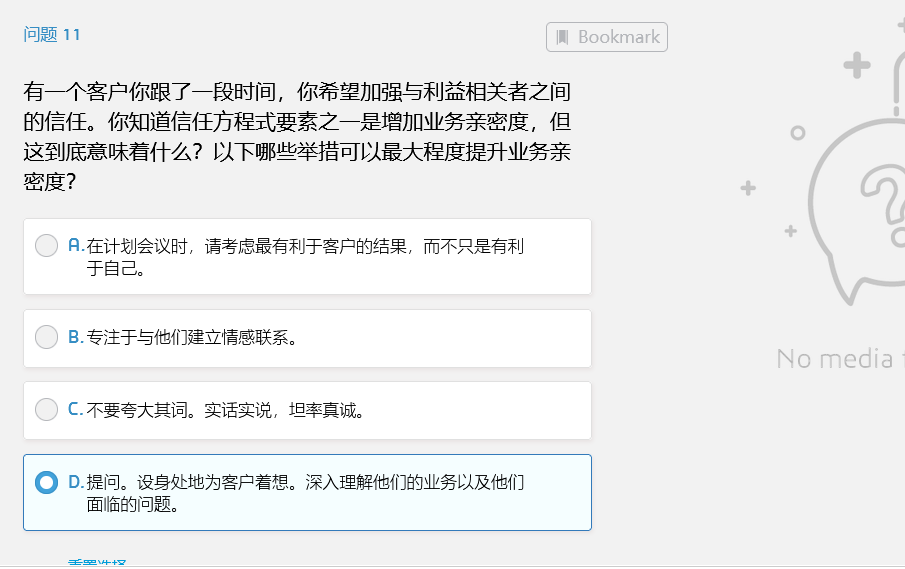 问题 11
Bookmark
有一个客户你跟了一段时间，你希望加强与利益相关者之间
的信任。你知道信任方程式要素之一是增加业务亲密度，但
这到底意味着什么？以下哪些举措可以最大程度提升业务亲
密度？
A.在计划会议时，请考虑最有利于客户的结果，而不只是有利
于自己。
B.专注于与他们建立情感联系。
C.不要夸大其词。实话实说，坦率真诚。
D.提问。设身处地为客户着想。深入理解他们的业务以及他们
面临的问题。
重置选择
No media